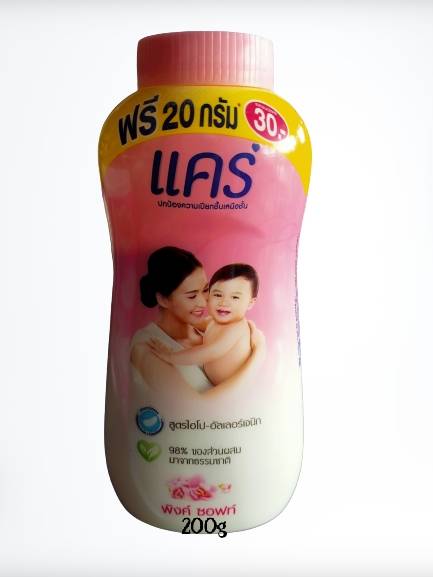 ฟรี 20 กรัม
30.-
แคร์
ปกป้องความเปียกชื้นเหนือชั้น
สูตรไฮโป-อัลเลอร์เจนิก
98% ของส่วนผสม
มาจากธรรมชาติ
พิงค์ ซอฟท์
200g